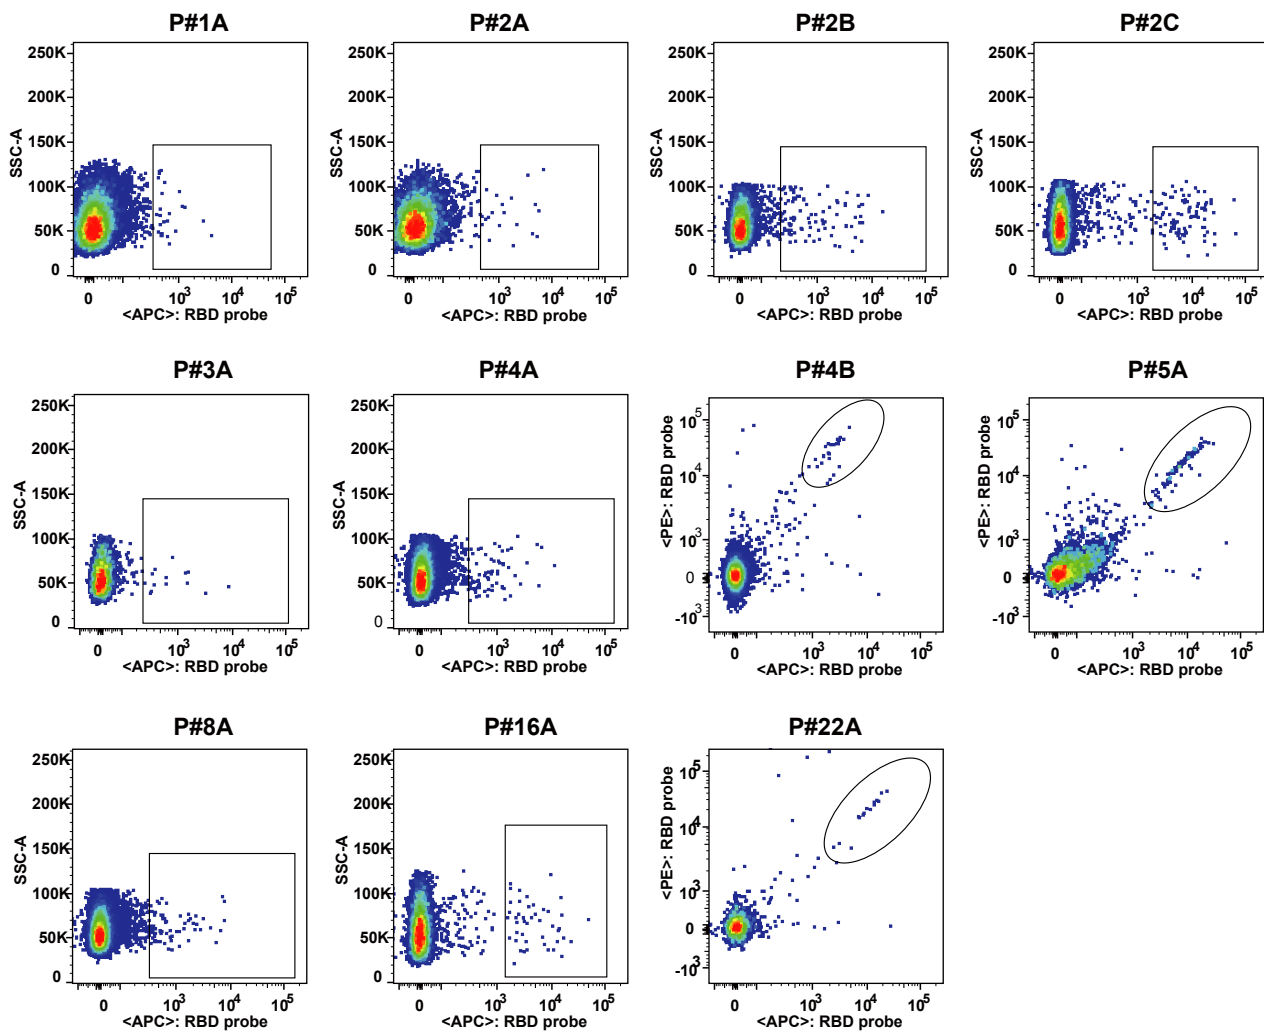 P#1A
P#2A
P#2B
P#2C
250K
200K
150K
100K
50K
0
SSC-A
0
10³
10⁴
10⁵
<APC>: RBD probe
250K
200K
150K
100K
50K
0
SSC-A
0
10³
10⁴
10⁵
<APC>: RBD probe
250K
200K
150K
100K
50K
0
SSC-A
0
10³
10⁴
10⁵
<APC>: RBD probe
250K
200K
150K
100K
50K
0
SSC-A
0
10³
10⁴
10⁵
<APC>: RBD probe
P#3A
P#4A
P#4B
P#5A
250K
200K
150K
100K
50K
0
SSC-A
0
10³
10⁴
10⁵
<APC>: RBD probe
250K
200K
150K
100K
50K
0
SSC-A
0
10³
10⁴
10⁵
<APC>: RBD probe
10⁵
10⁴
10³
0
-10³
<PE>: RBD probe
0
10³
10⁴
10⁵
<APC>: RBD probe
10⁵
10⁴
10³
0
-10³
<PE>: RBD probe
0
10³
10⁴
10⁵
<APC>: RBD probe
P#8A
P#16A
P#22A
250K
200K
150K
100K
50K
0
SSC-A
0
10³
10⁴
10⁵
<APC>: RBD probe
250K
200K
150K
100K
50K
0
SSC-A
0
10³
10⁴
10⁵
<APC>: RBD probe
10⁵
10⁴
10³
0
-10³
<PE>: RBD probe
0
10³
10⁴
10⁵
<APC>: RBD probe